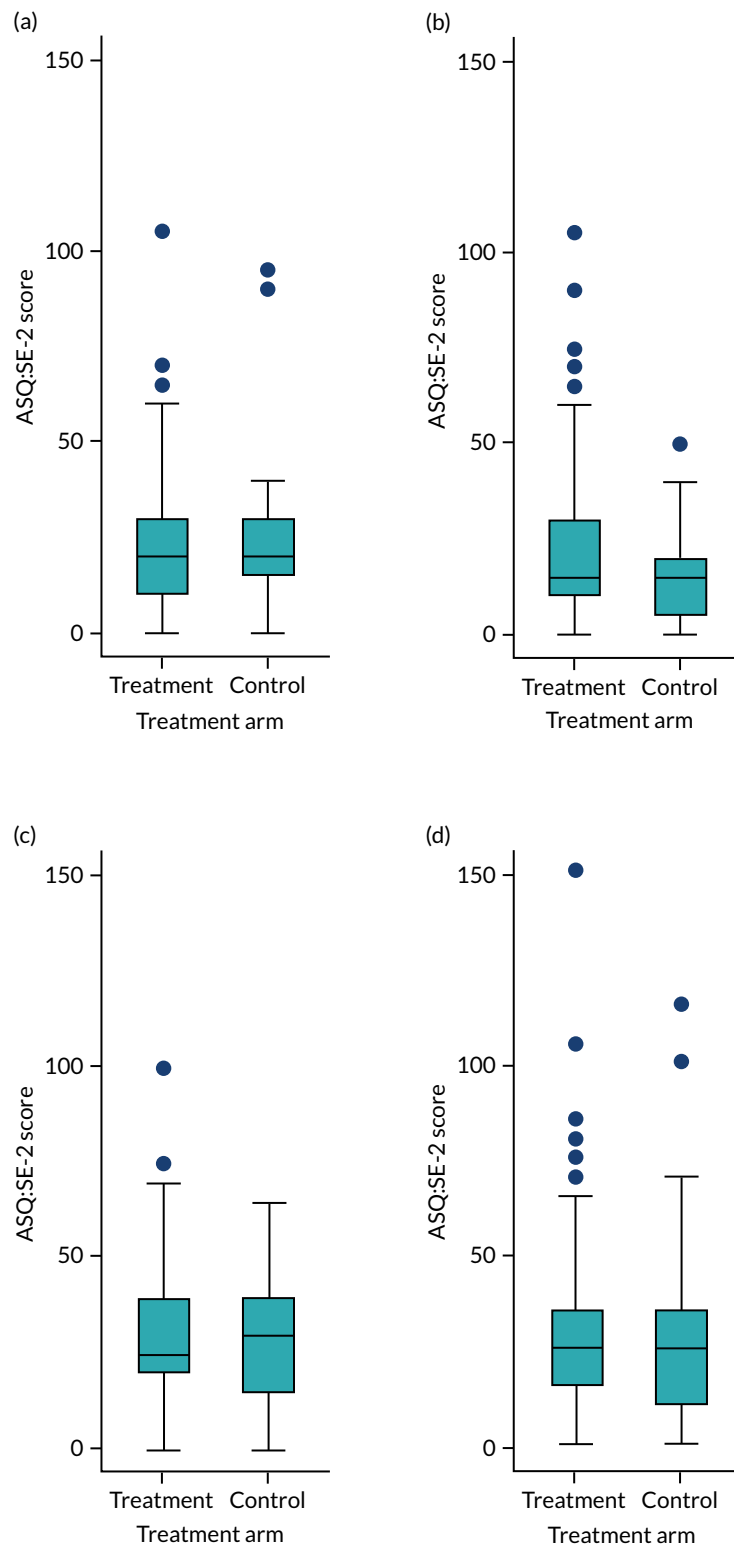 (a)
150
100
50
0
ASQ:SE-2 score
Treatment Control
Treatment arm
(b)
150
100
50
0
ASQ:SE-2 score
Treatment Control
Treatment arm
(c)
150
100
50
0
ASQ:SE-2 score
Treatment Control
Treatment arm
(d)
150
100
50
0
ASQ:SE-2 score
Treatment Control
Treatment arm